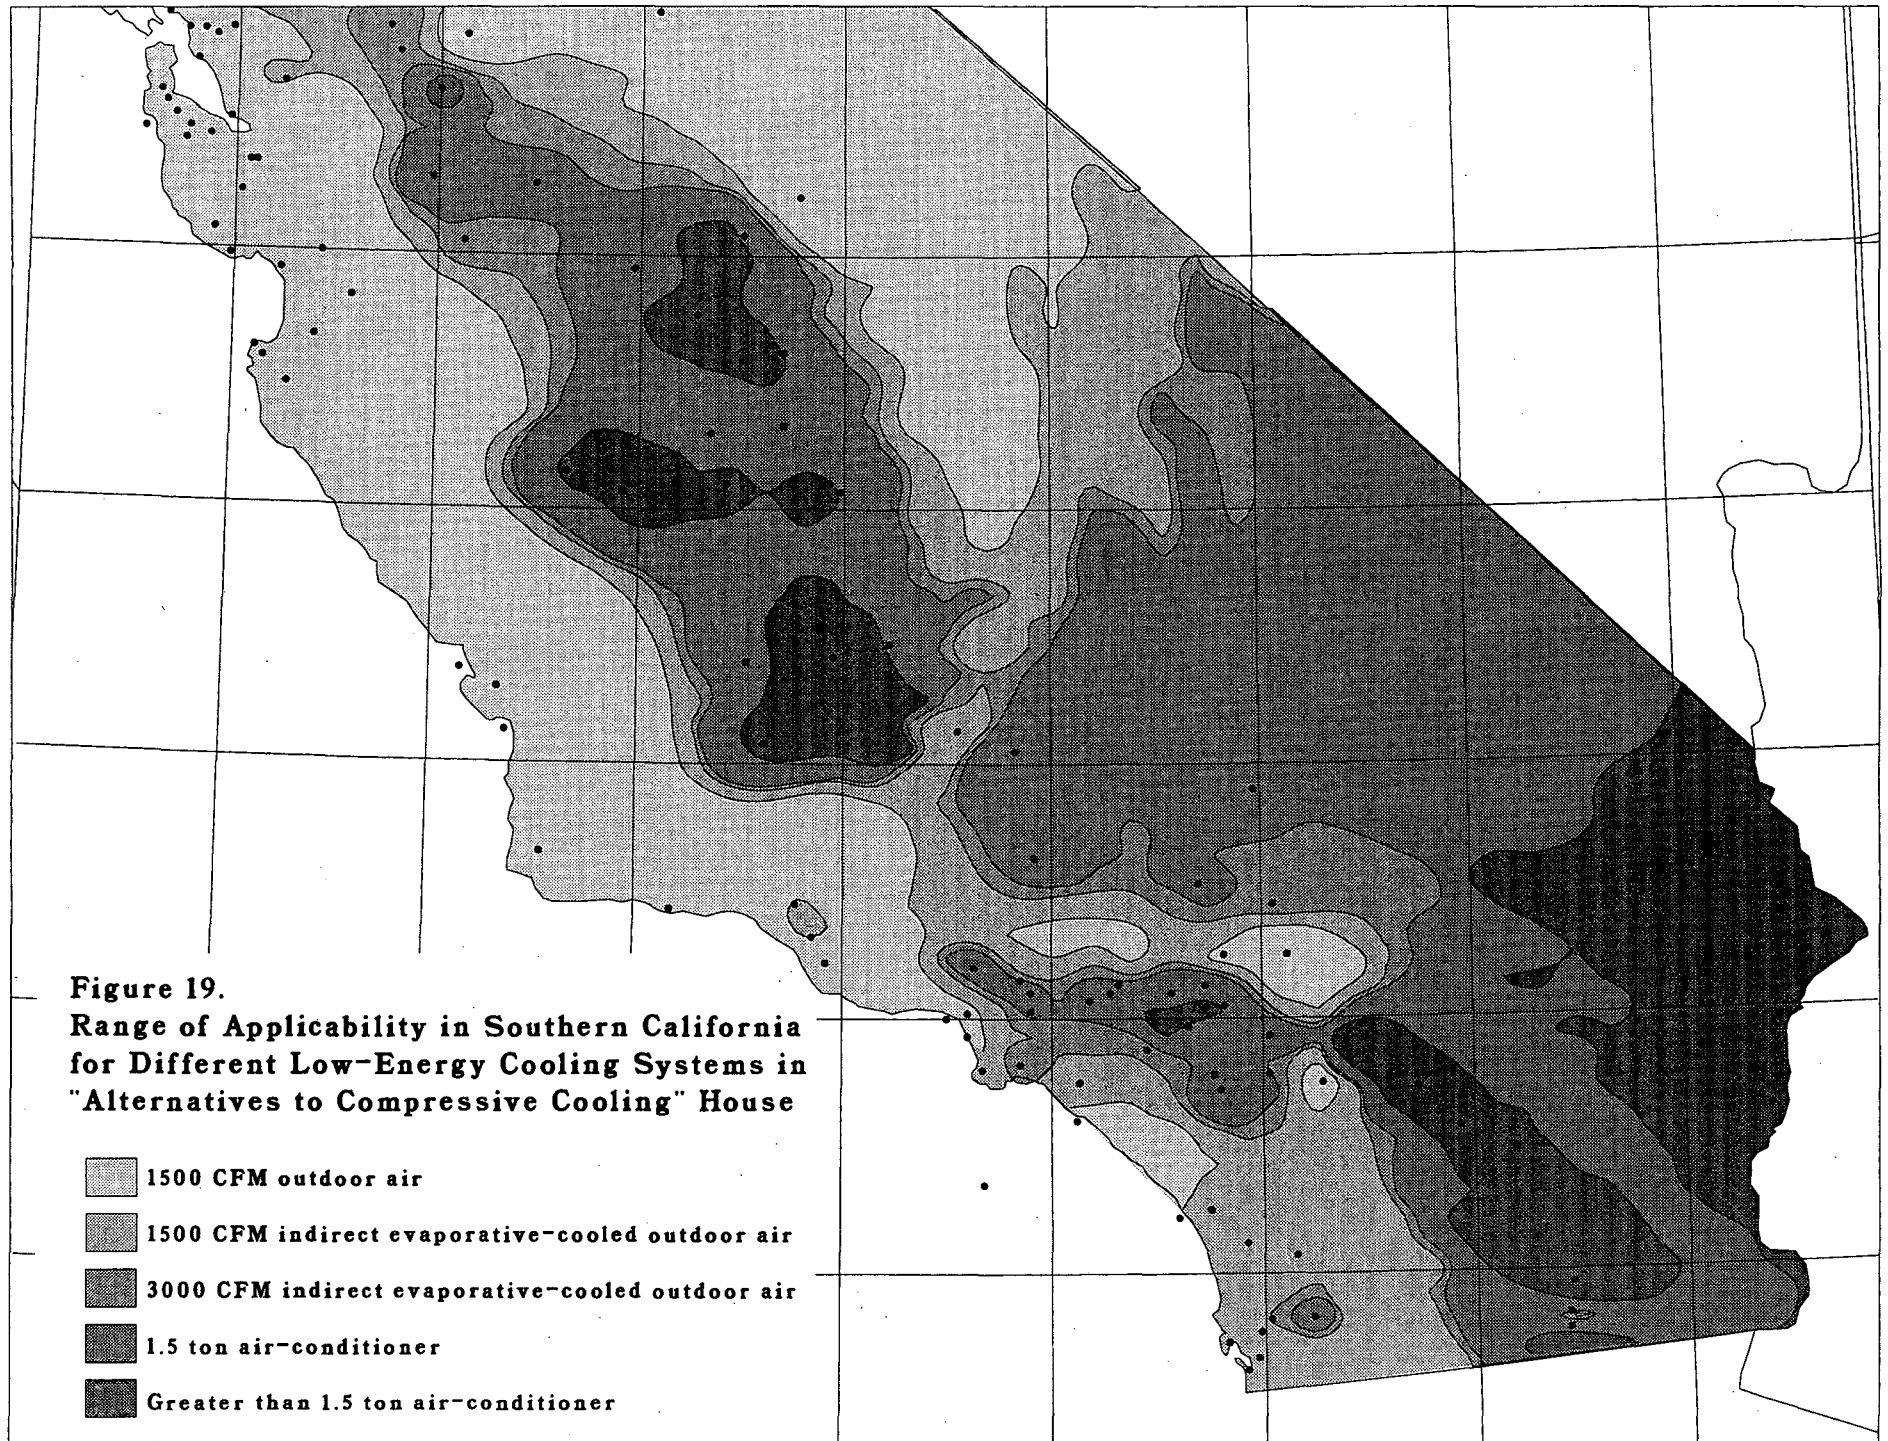 Figure 19.
Range of Applicability in Southern California
for Different Low-Energy Cooling Systems in
"Alternatives to Compressive Cooling" House
1500 CFM outdoor air
1500 CFM indirect evaporative-cooled outdoor air
3000 CFM indirect evaporative-cooled outdoor air
1.5 ton air-conditioner
Greater than 1.5 ton air-conditioner